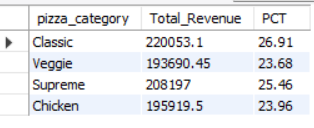 pizza_category Total_Revenue PCT
Classic 220053.1 26.91
Veggie 193690.45 23.68
Supreme 208197 25.46
Chicken 195919.5 23.96